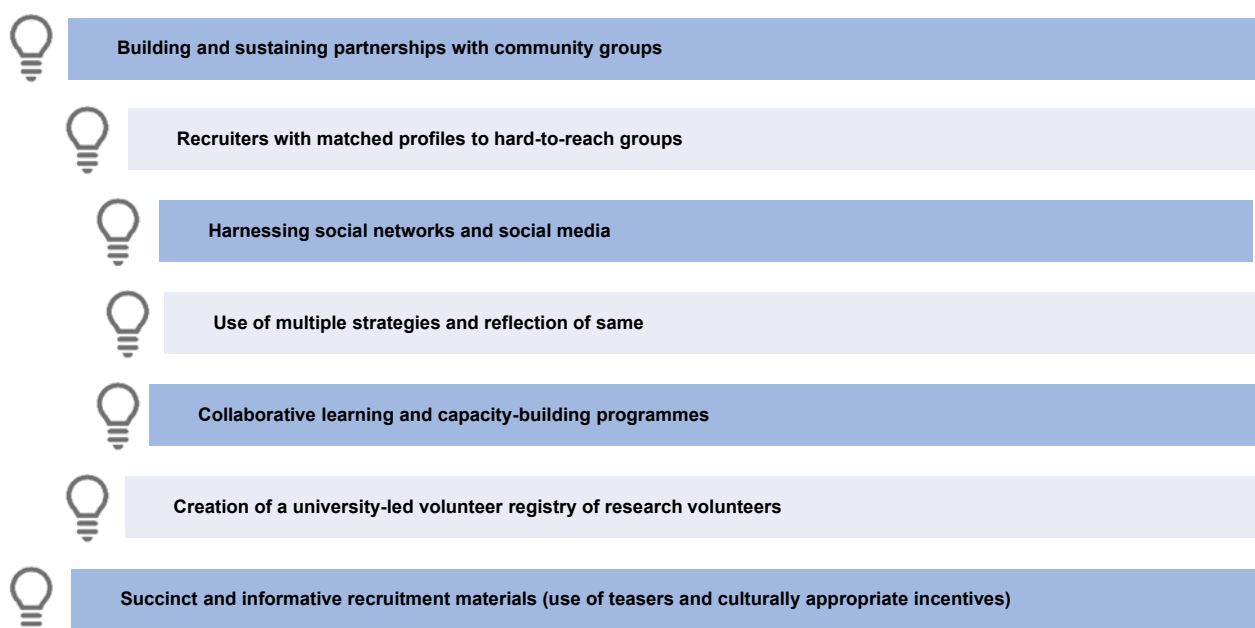 Building and sustaining partnerships with community groups
Recruiters with matched profiles to hard-to-reach groups
Harnessing social networks and social media
Use of multiple strategies and reflection of same
Collaborative learning and capacity-building programmes
Creation of a university-led volunteer registry of research volunteers
Succinct and informative recruitment materials (use of teasers and culturally appropriate incentives)